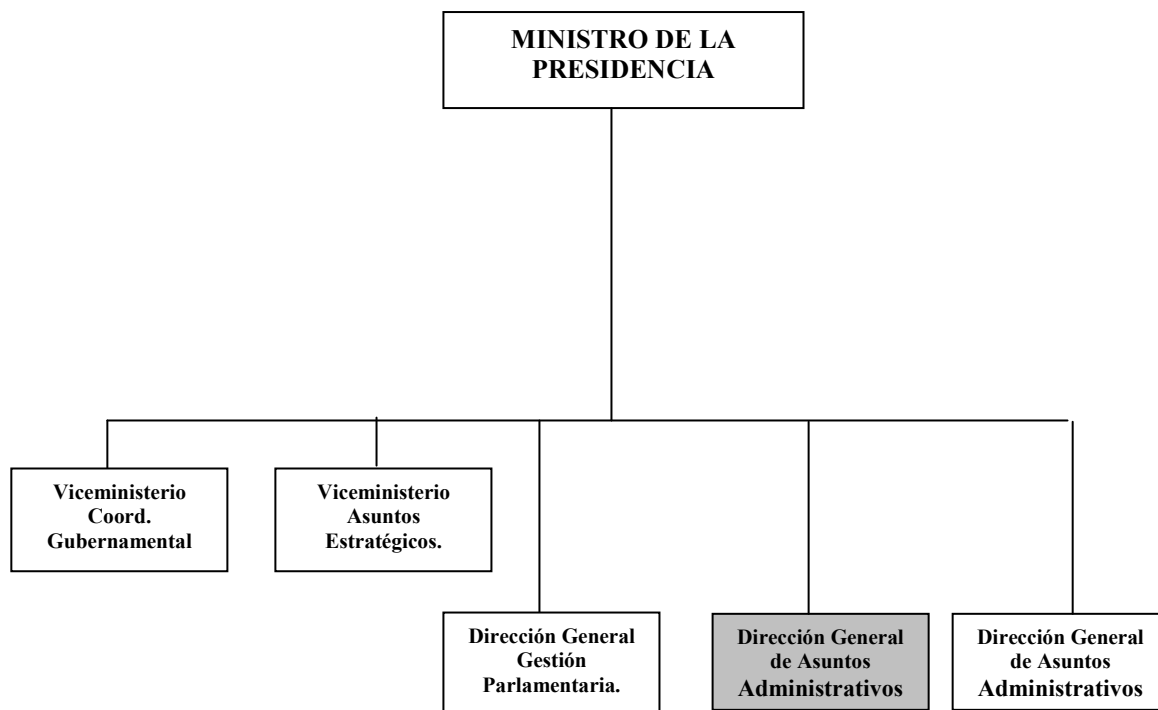 MINISTRO DE LA
PRESIDENCIA
Viceministerio
Coord.
Gubernamental
Viceministerio
Asuntos
Estratégicos.
Dirección General
Gestión
Parlamentaria.
Dirección General
de Asuntos
Administrativos
Dirección General
de Asuntos
Administrativos